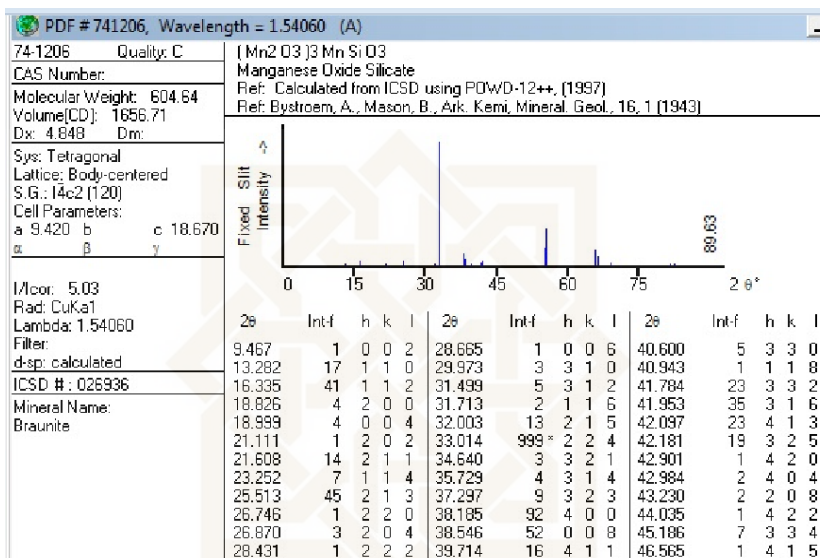 PDF # 741206, Wavelength = 1.54060 (A)
74-1206 Quality: C
CAS Number:
Molecular Weight: 604.64
Volume[CD]: 1656.71
Dx: 4.848 Dm:
Sys: Tetragonal
Lattice: Body-centered
S.G.: I4̅c2 (120)
Cell Parameters:
a 9.420 b c 18.670
α β γ
I/Icor: 5.03
Rad: CuKa1
Lambda: 1.54060
Filter:
d-sp: calculated
ICSD # : 026936
Mineral Name:
Braunite
( Mn2 O3 )3 Mn Si O3
Manganese Oxide Silicate
Ref: Calculated from ICSD using POWD-12++, (1997)
Ref: Bystroem, A., Mason, B., Ark. Kemi, Mineral. Geol., 16, 1 (1943)
Fixed Slit
Intensity ->
89.63
0 15 30 45 60 75 2 θ°
2θ Int-f h k l 2θ Int-f h k l 2θ Int-f h k l
9.467 1 0 0 2 28.665 1 0 0 6 40.600 5 3 3 0
13.282 17 1 1 0 29.973 3 3 1 0 40.943 1 1 1 8
16.335 41 1 1 2 31.499 5 3 1 2 41.784 23 3 3 2
18.826 4 2 0 0 31.713 2 1 1 6 41.953 35 3 1 6
18.999 4 0 0 4 32.003 13 2 1 5 42.097 23 4 1 3
21.111 1 2 0 2 33.014 999 * 2 2 4 42.181 19 3 2 5
21.608 14 2 1 1 34.640 3 3 2 1 42.901 1 4 2 0
23.252 7 1 1 4 35.729 4 3 1 4 42.984 2 4 0 4
25.513 45 2 1 3 37.297 9 3 2 3 43.230 2 2 0 8
26.746 1 2 2 0 38.185 92 4 0 0 44.035 1 4 2 2
26.870 3 2 0 4 38.546 52 0 0 8 45.186 7 3 3 4
28.431 1 2 2 2 39.714 16 4 1 1 46.565 1 4 1 5